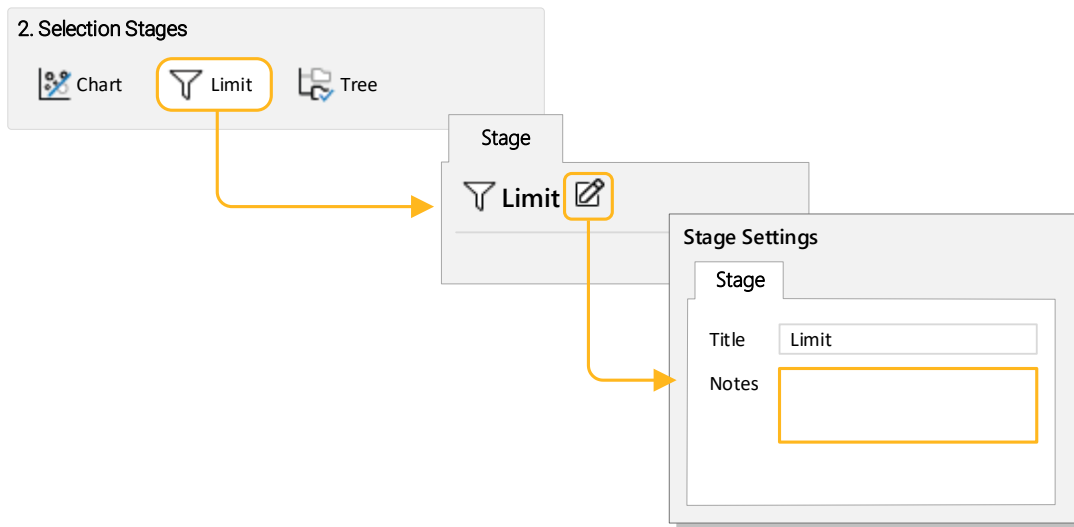 2. Selection Stages
Chart
Limit
Tree
Stage
Limit
Stage Settings
Stage
Title
Limit
Notes